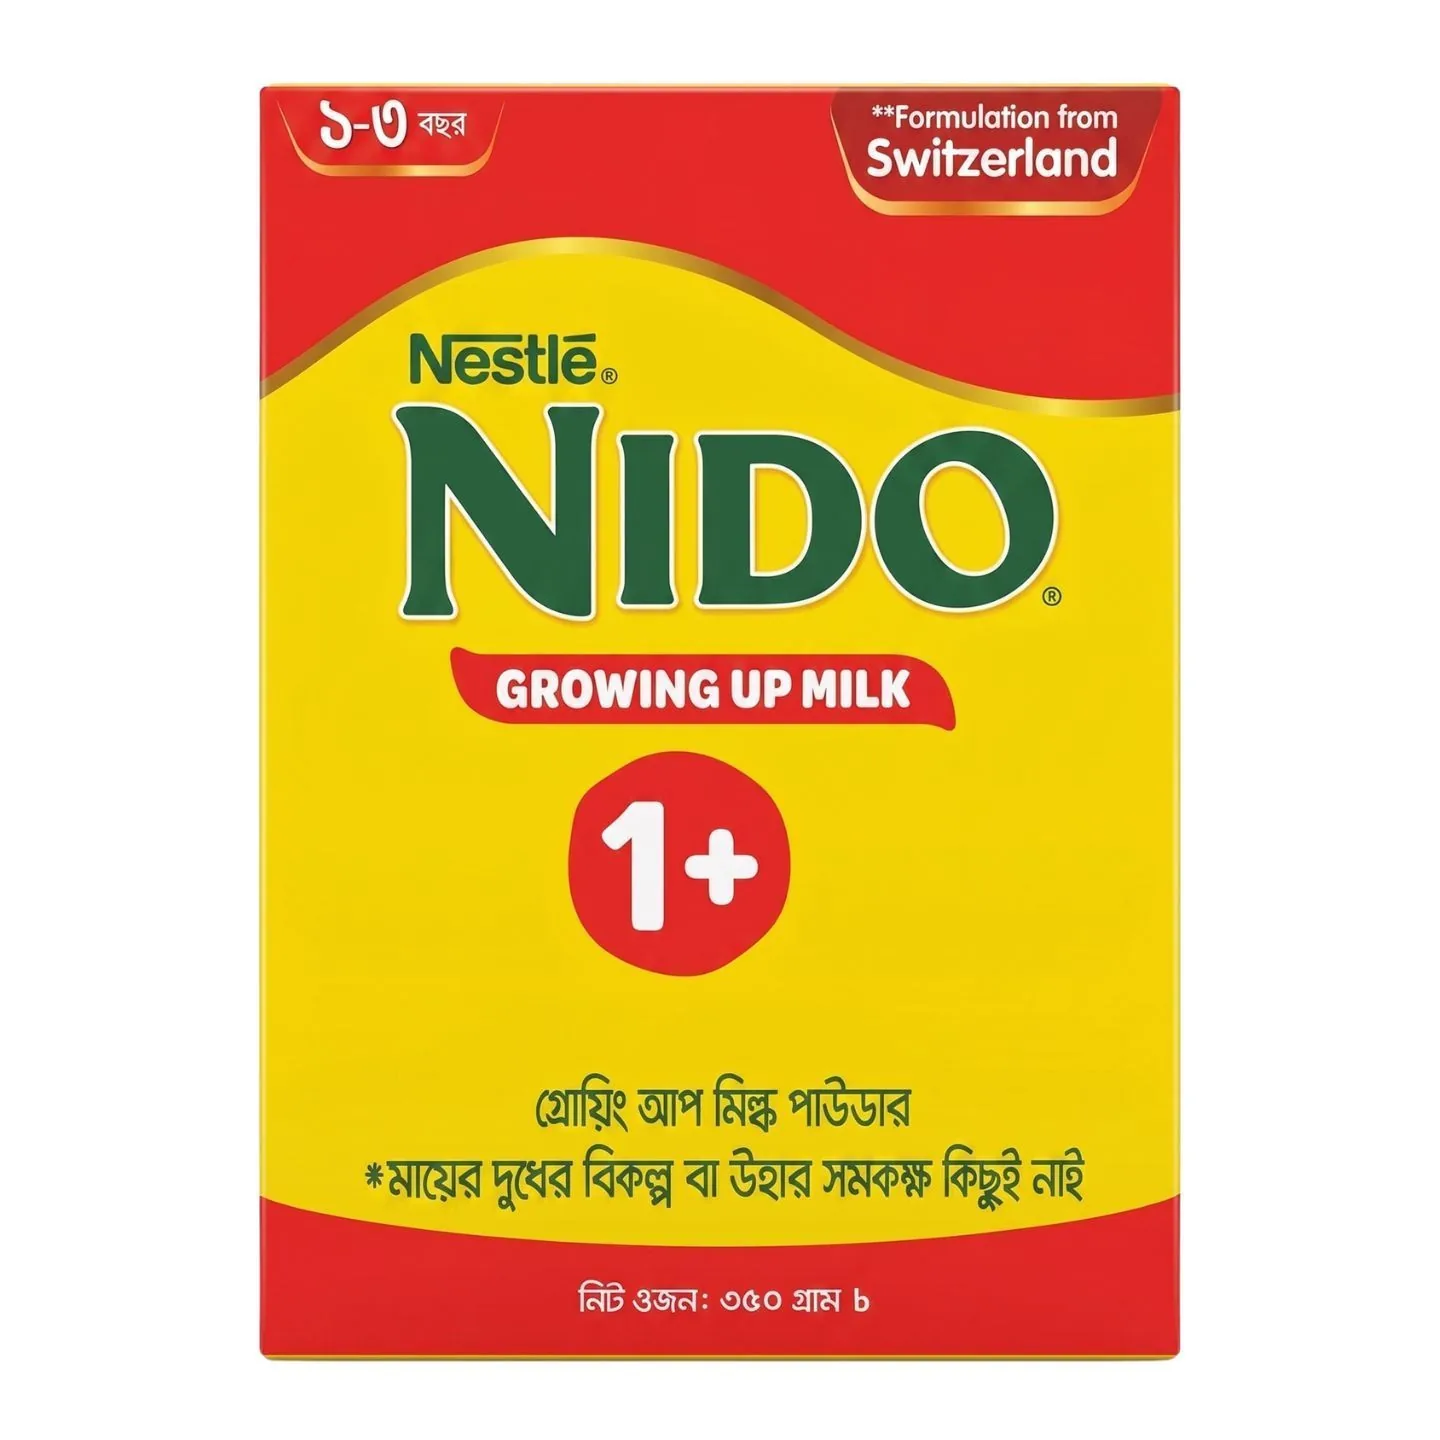 ১-৩ বছর
**Formulation from
Switzerland
Nestlé®
NIDO®
GROWING UP MILK
1+
গ্রোয়িং আপ মিল্ক পাউডার
*মায়ের দুধের বিকল্প বা উহার সমকক্ষ কিছুই নাই
নিট ওজন: ৩৫০ গ্রাম b